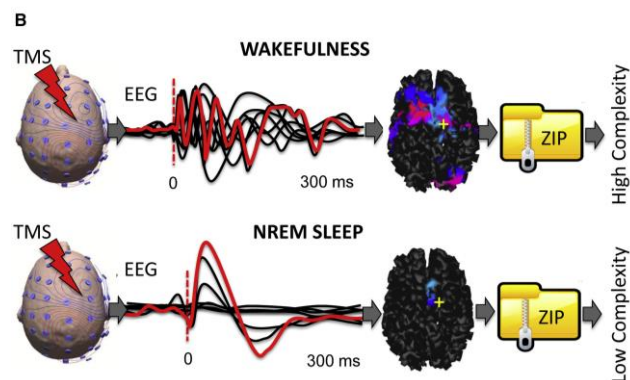 B
WAKEFULNESS
TMS
EEG
0
300 ms
ZIP
High Complexity
NREM SLEEP
TMS
EEG
0
300 ms
ZIP
Low Complexity